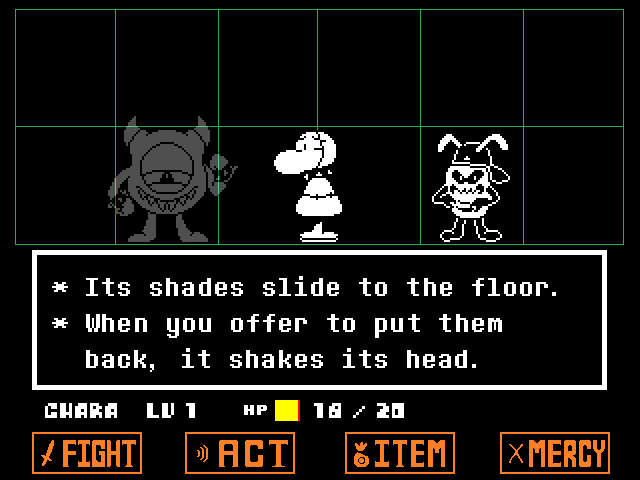 * Its shades slide to the floor.
* When you offer to put them
back, it shakes its head.
CHARA LV 1 HP 18 / 20
FIGHT ACT ITEM MERCY